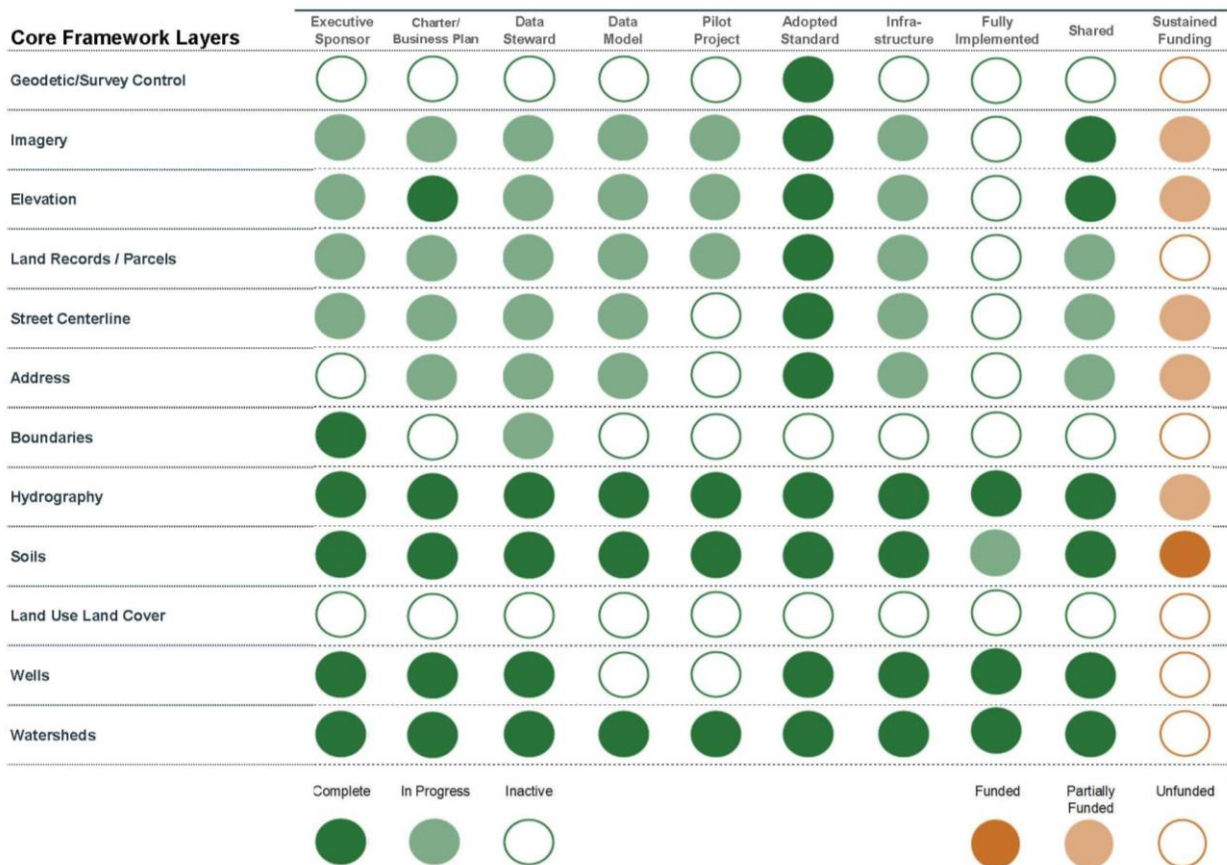 Core Framework Layers
Executive Sponsor
Charter/ Business Plan
Data Steward
Data Model
Pilot Project
Adopted Standard
Infra- structure
Fully Implemented
Shared
Sustained Funding
Geodetic/Survey Control
Imagery
Elevation
Land Records / Parcels
Street Centerline
Address
Boundaries
Hydrography
Soils
Land Use Land Cover
Wells
Watersheds
Complete
In Progress
Inactive
Funded
Partially Funded
Unfunded